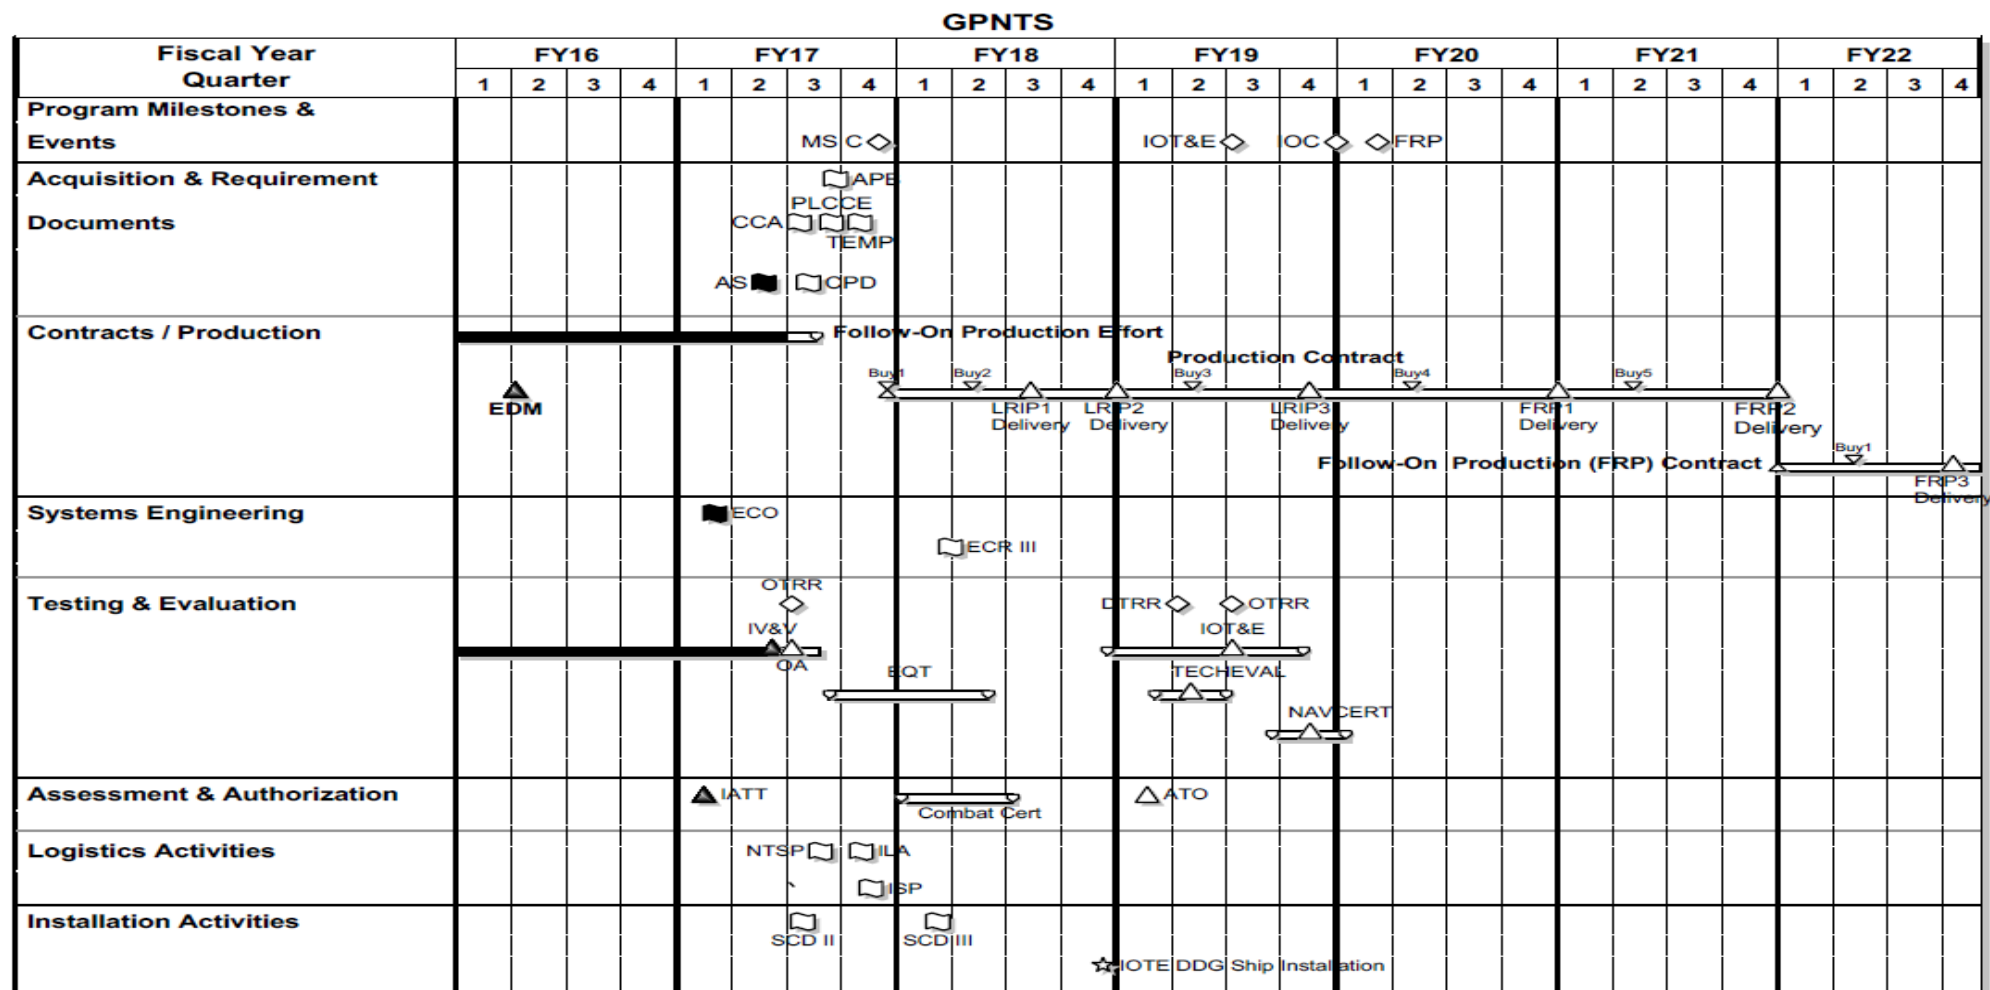 GPNTS
Fiscal Year FY16 FY17 FY18 FY19 FY20 FY21 FY22
Quarter 1 2 3 4 1 2 3 4 1 2 3 4 1 2 3 4 1 2 3 4 1 2 3 4 1 2 3 4
Program Milestones &
Events MS C IOT&E IOC FRP
Acquisition & Requirement APB
PLCCE
Documents CCA
TEMP
AS CPD
Contracts / Production Follow-On Production Effort
Production Contract
Buy1 Buy2 Buy3 Buy4 Buy5
EDM LRIP1 LRIP2 LRIP3 FRP1 FRP2
Delivery Delivery Delivery Delivery Delivery
Buy1
Follow-On Production (FRP) Contract
FRP3
Delivery
Systems Engineering ECO
ECR III
OTRR
Testing & Evaluation DTRR OTRR
IV&V IOT&E
OA EQT TECHEVAL
NAVCERT
Assessment & Authorization IATT ATO
Combat Cert
Logistics Activities NTSP ILA
ISP
Installation Activities
SCD II SCD III
IOTE DDG Ship Installation